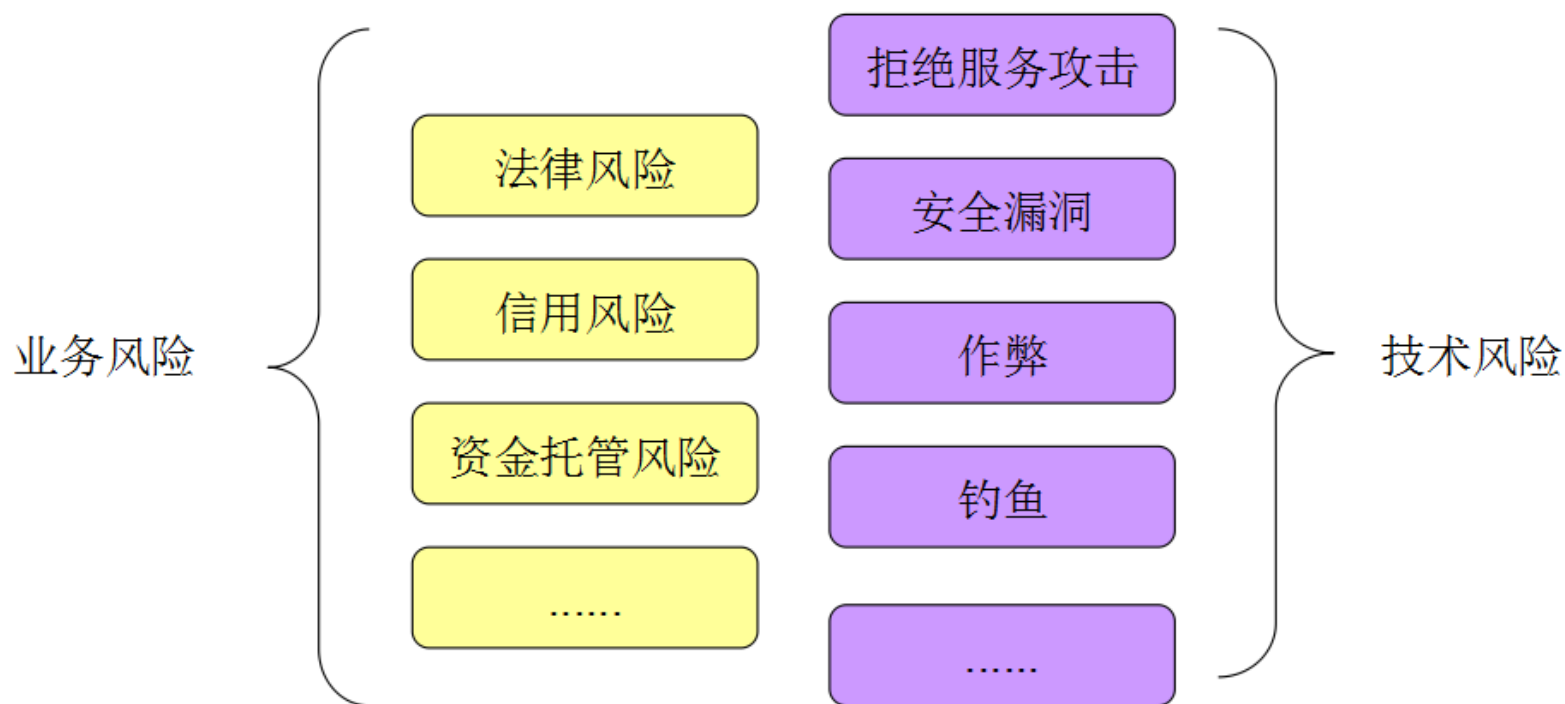 业务风险
法律风险
信用风险
资金托管风险
……
拒绝服务攻击
安全漏洞
作弊
钓鱼
……
技术风险